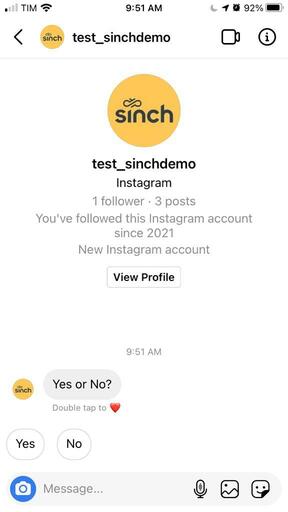 TIM 9:51 AM 92%
sinch test_sinchdemo
sinch
test_sinchdemo
Instagram
1 follower · 3 posts
You've followed this Instagram account
since 2021
New Instagram account
View Profile
9:51 AM
sinch Yes or No?
Double tap to ❤️
Yes No
Message...